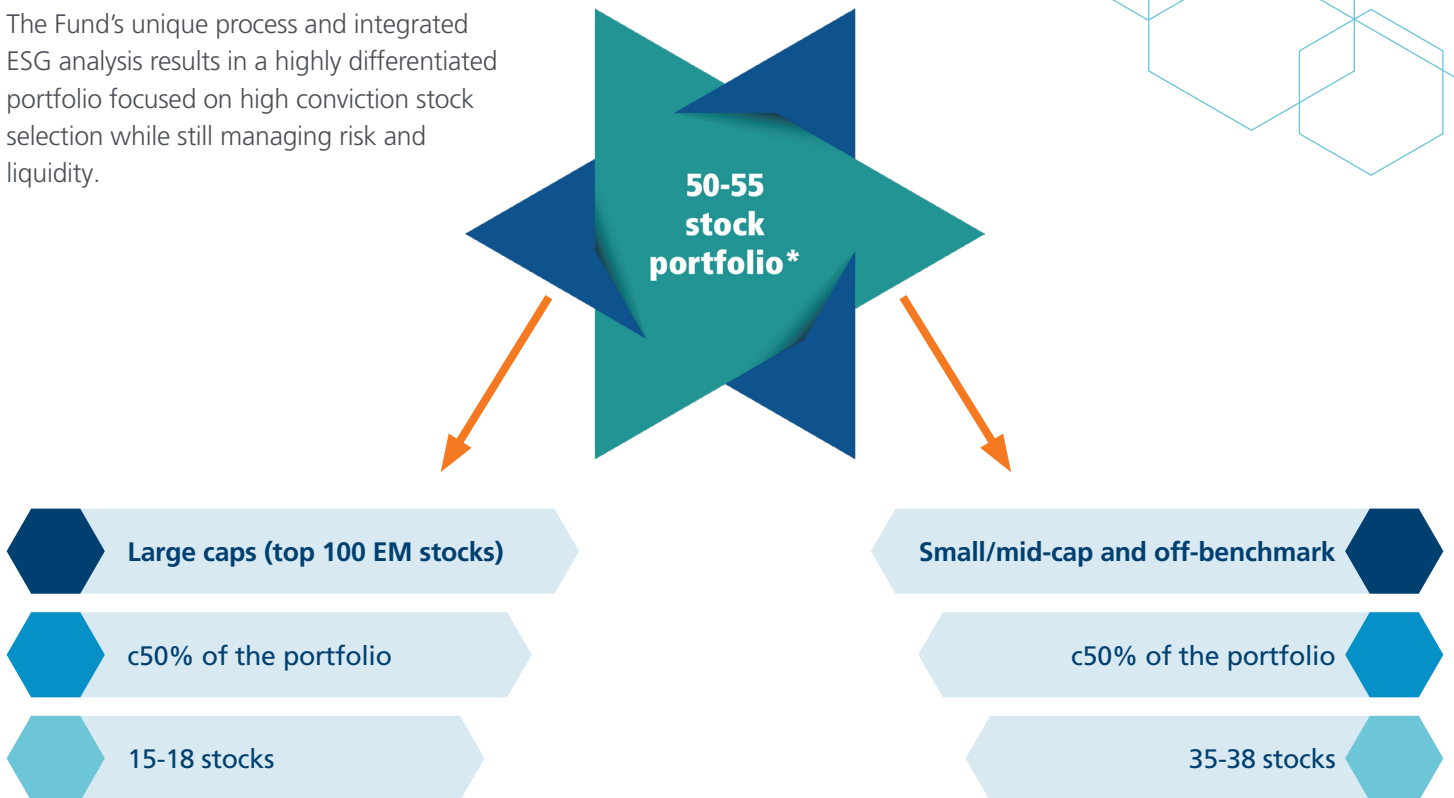 The Fund’s unique process and integrated
ESG analysis results in a highly differentiated
portfolio focused on high conviction stock
selection while still managing risk and
liquidity.
50-55
stock
portfolio*
Large caps (top 100 EM stocks)
c50% of the portfolio
15-18 stocks
Small/mid-cap and off-benchmark
c50% of the portfolio
35-38 stocks